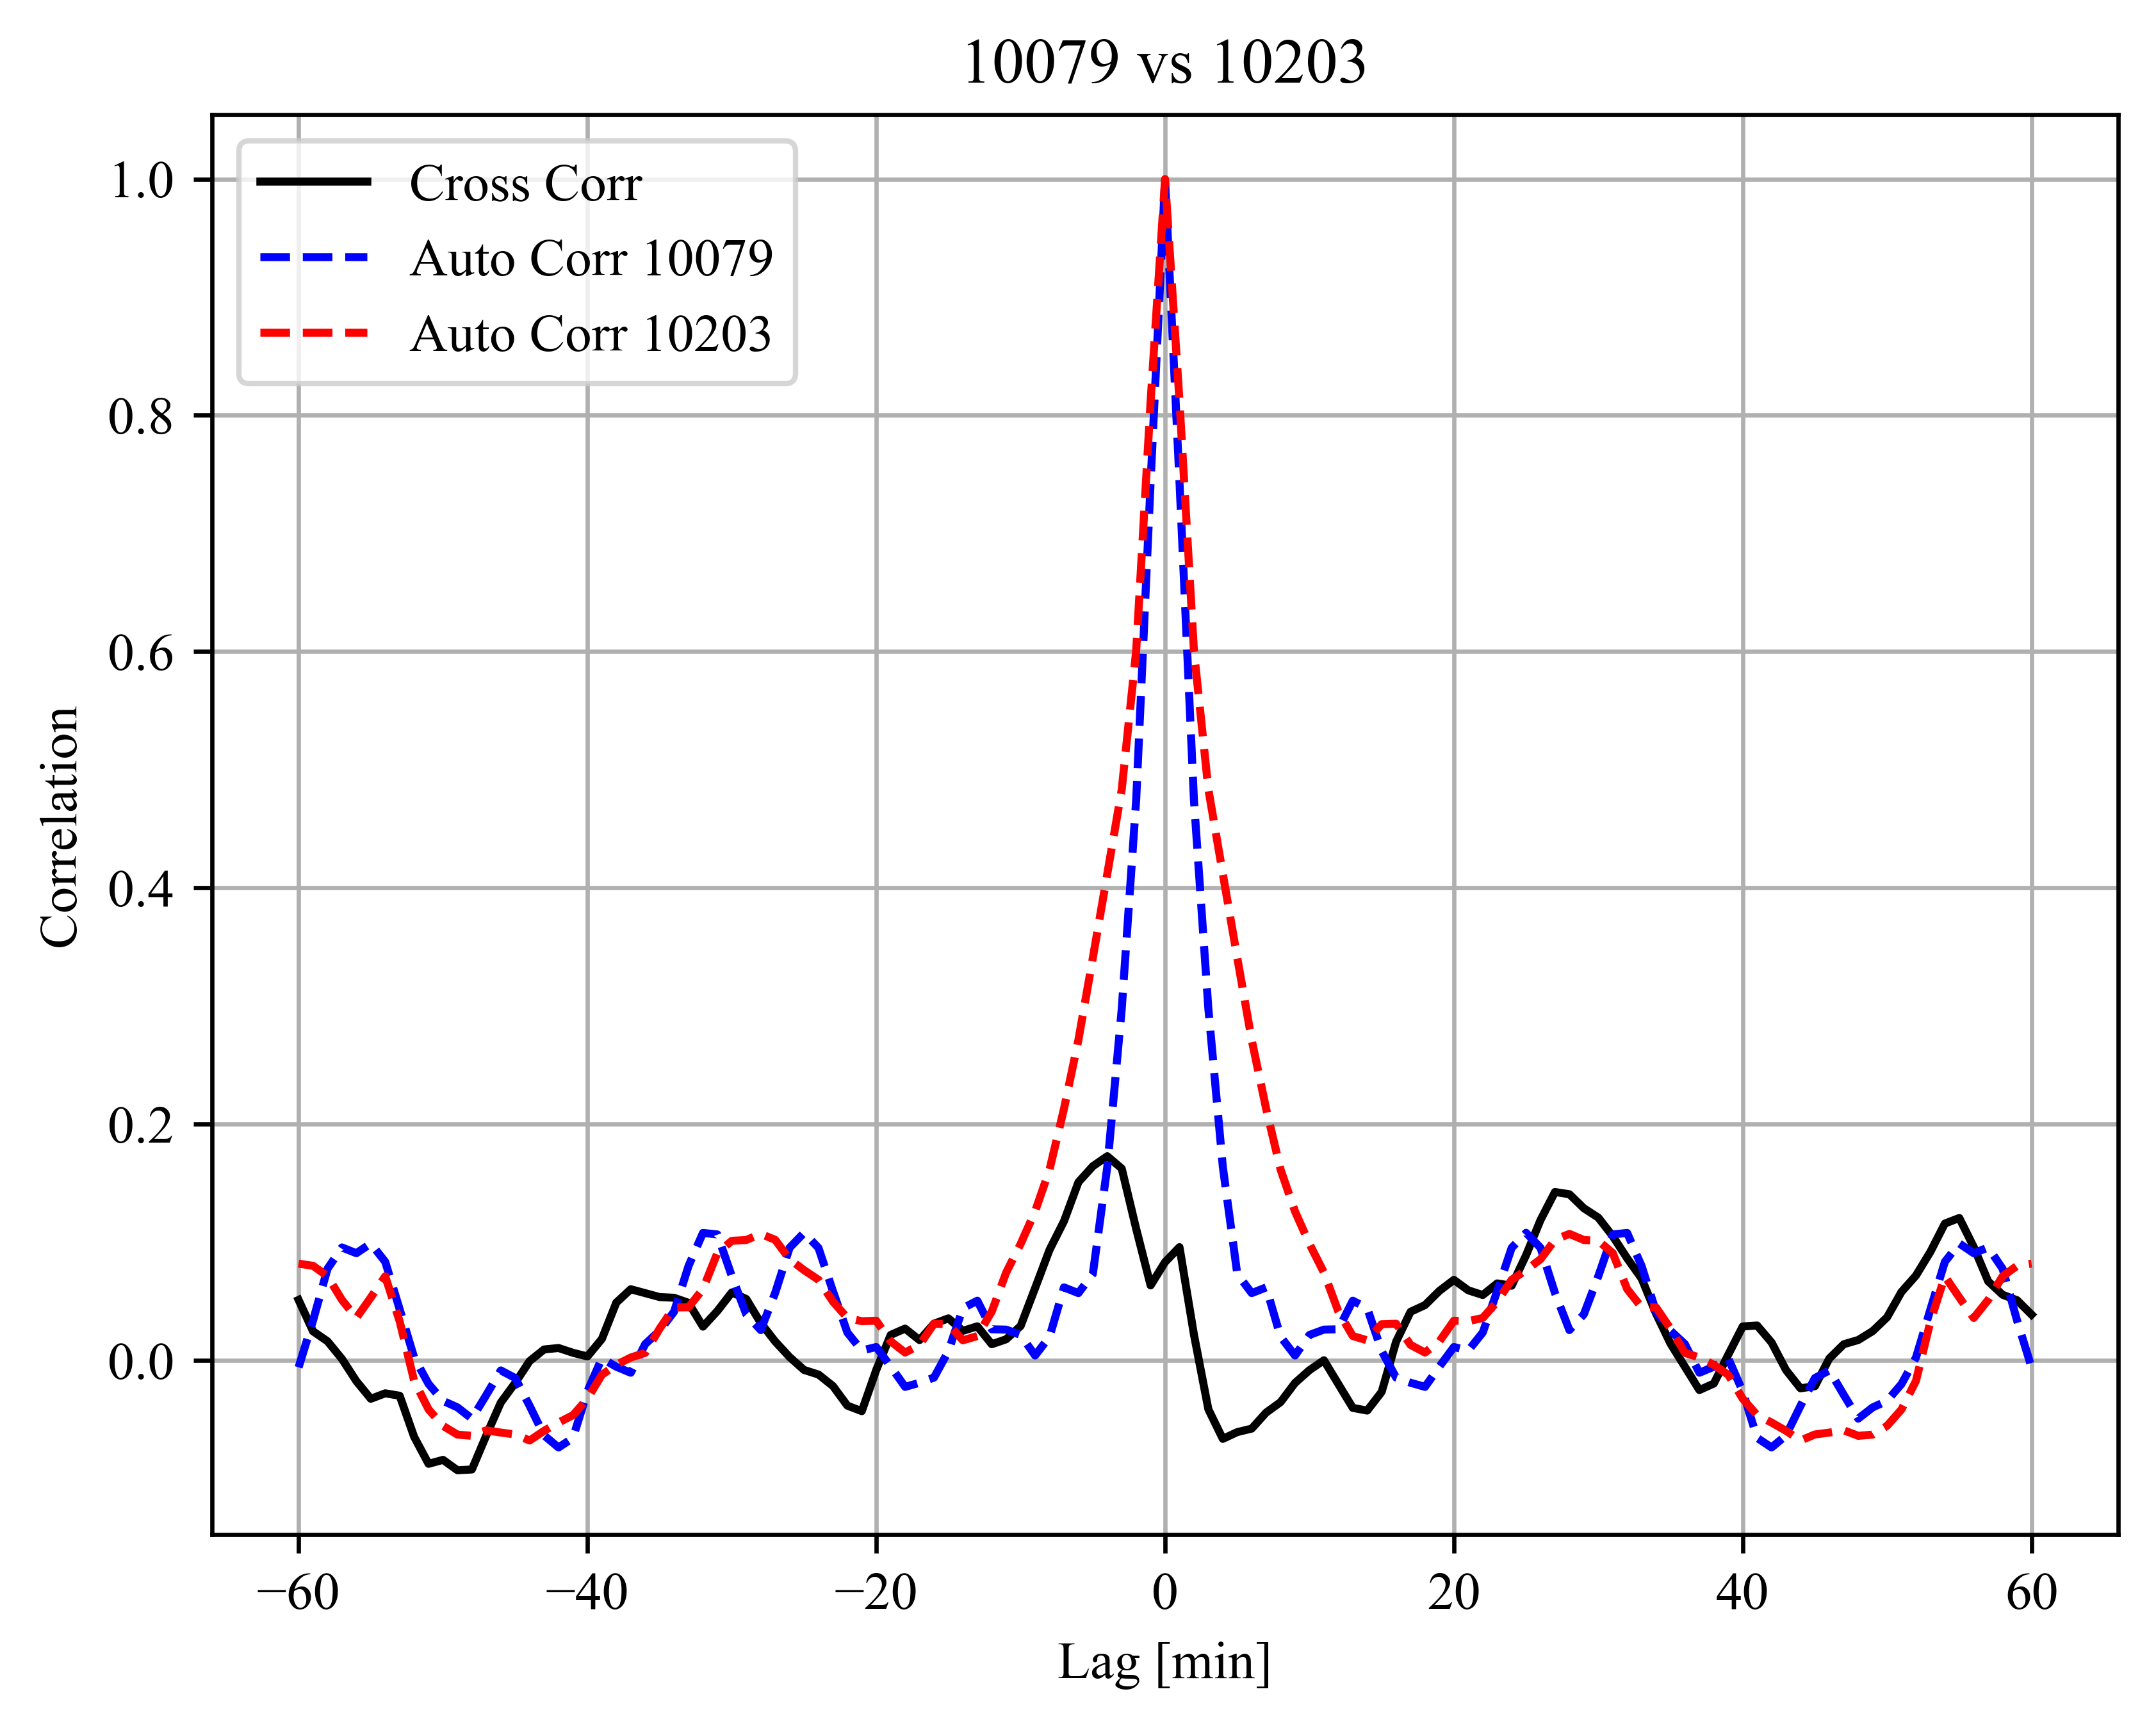 10079 vs 10203
Cross Corr
Auto Corr 10079
Auto Corr 10203
1.0
0.8
0.6
0.4
0.2
0.0
Correlation
−60
−40
−20
0
20
40
60
Lag [min]